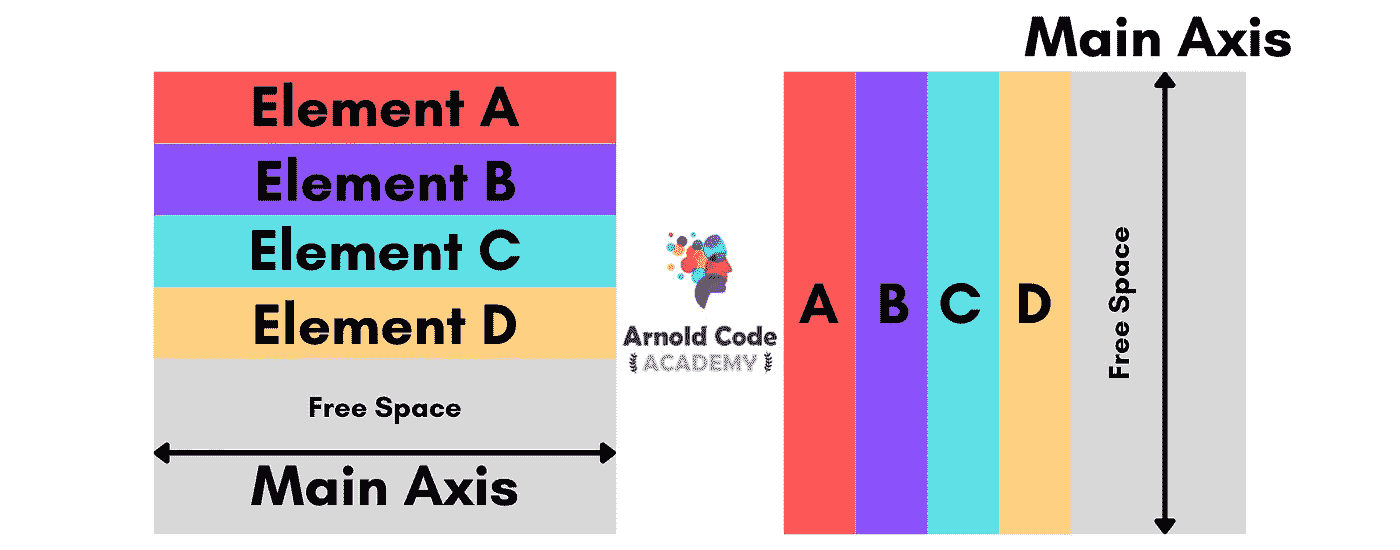 Element A
Element B
Element C
Element D
Free Space
Main Axis
Arnold Code
ACADEMY
Main Axis
A B C D
Free Space